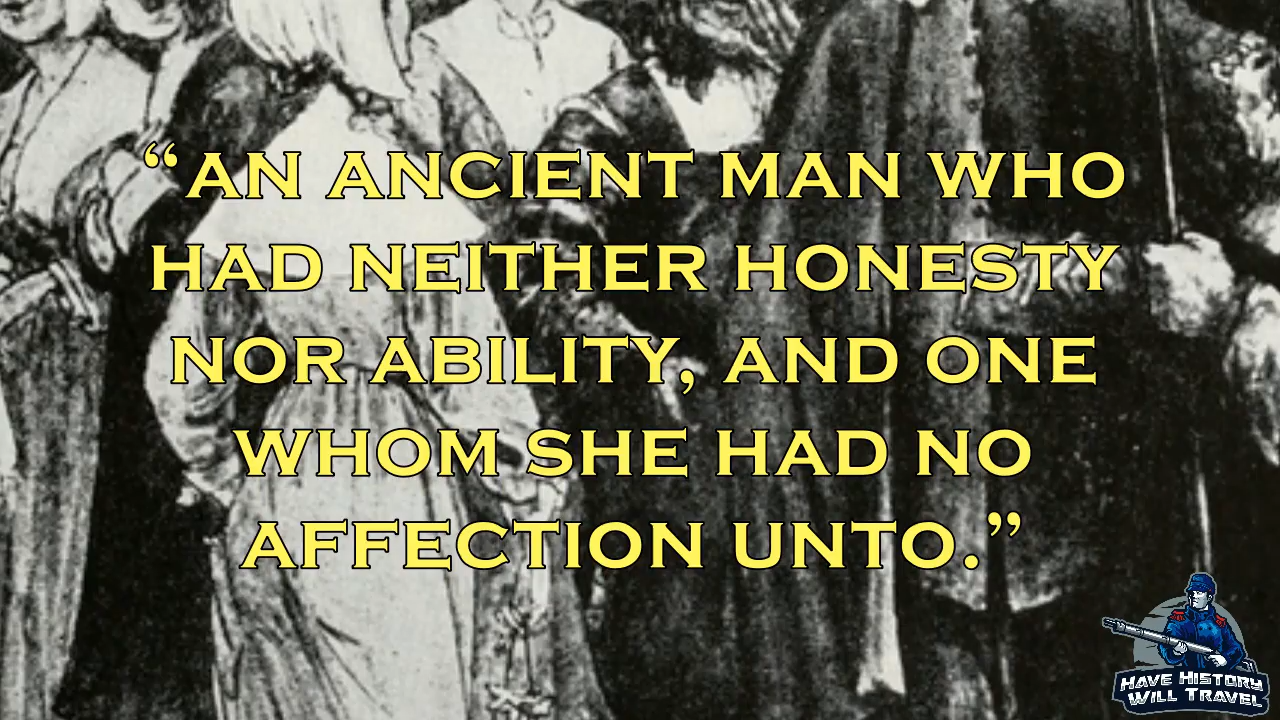 “AN ANCIENT MAN WHO
HAD NEITHER HONESTY
NOR ABILITY, AND ONE
WHOM SHE HAD NO
AFFECTION UNTO.”
HAVE HISTORY
WILL TRAVEL